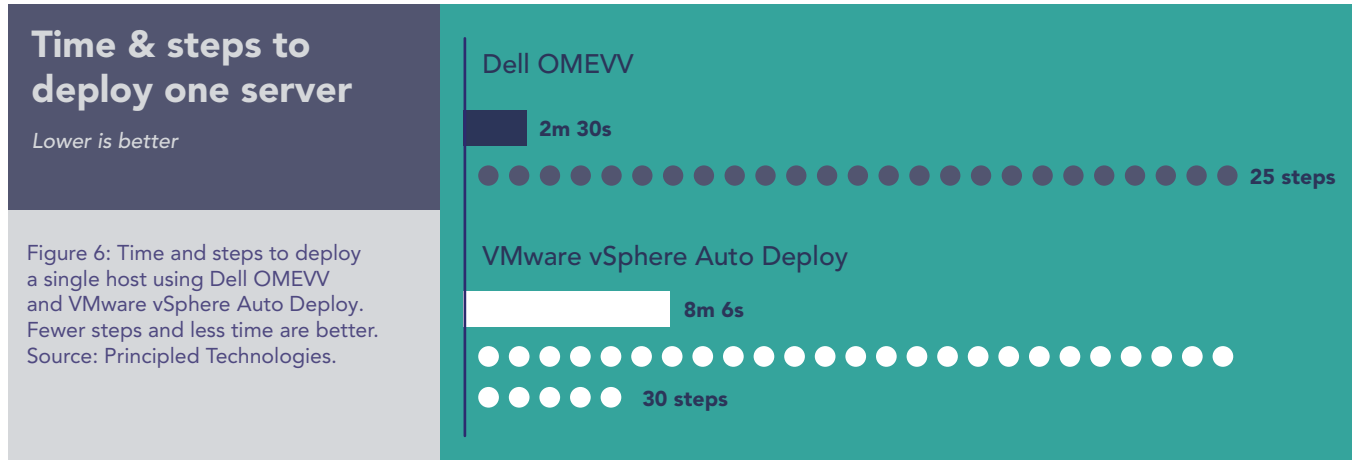 Time & steps to
deploy one server
Lower is better
Figure 6: Time and steps to deploy
a single host using Dell OMEVV
and VMware vSphere Auto Deploy.
Fewer steps and less time are better.
Source: Principled Technologies.
Dell OMEVV
2m 30s
25 steps
VMware vSphere Auto Deploy
8m 6s
30 steps